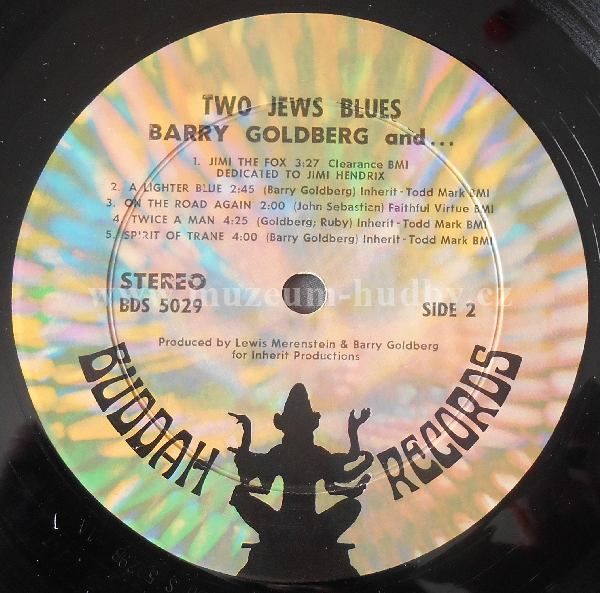 TWO JEWS BLUES
BARRY GOLDBERG and...
1. JIMI THE FOX 3:27 Clearance BMI
DEDICATED TO JIMI HENDRIX
2. A LIGHTER BLUE 2:45 (Barry Goldberg) Inherit-Todd Mark BMI
3. ON THE ROAD AGAIN 2:00 (John Sebastian) Faithful Virtue BMI
4. TWICE A MAN 4:25 (Goldberg; Ruby) Inherit-Todd Mark BMI
5. SPIRIT OF TRANE 4:00 (Barry Goldberg) Inherit-Todd Mark BMI
STEREO
BDS 5029
SIDE 2
www.muzeum-hudby.cz
Produced by Lewis Merenstein & Barry Goldberg
for Inherit Productions
BUDDAH RECORDS